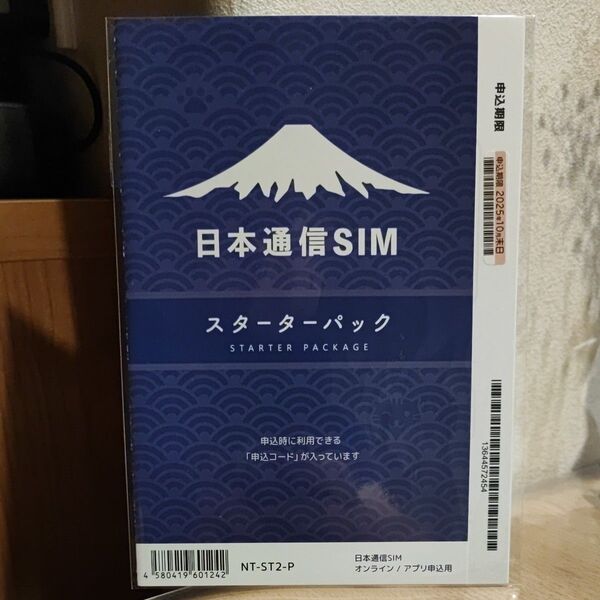 日本通信SIM
スターターパック
STARTER PACKAGE
申込時に利用できる
「申込コード」が入っています
4 580419 601242
NT-ST2-P
日本通信SIM
オンライン / アプリ申込用
申込期限
申込期限 2025年10月末日
13644572454